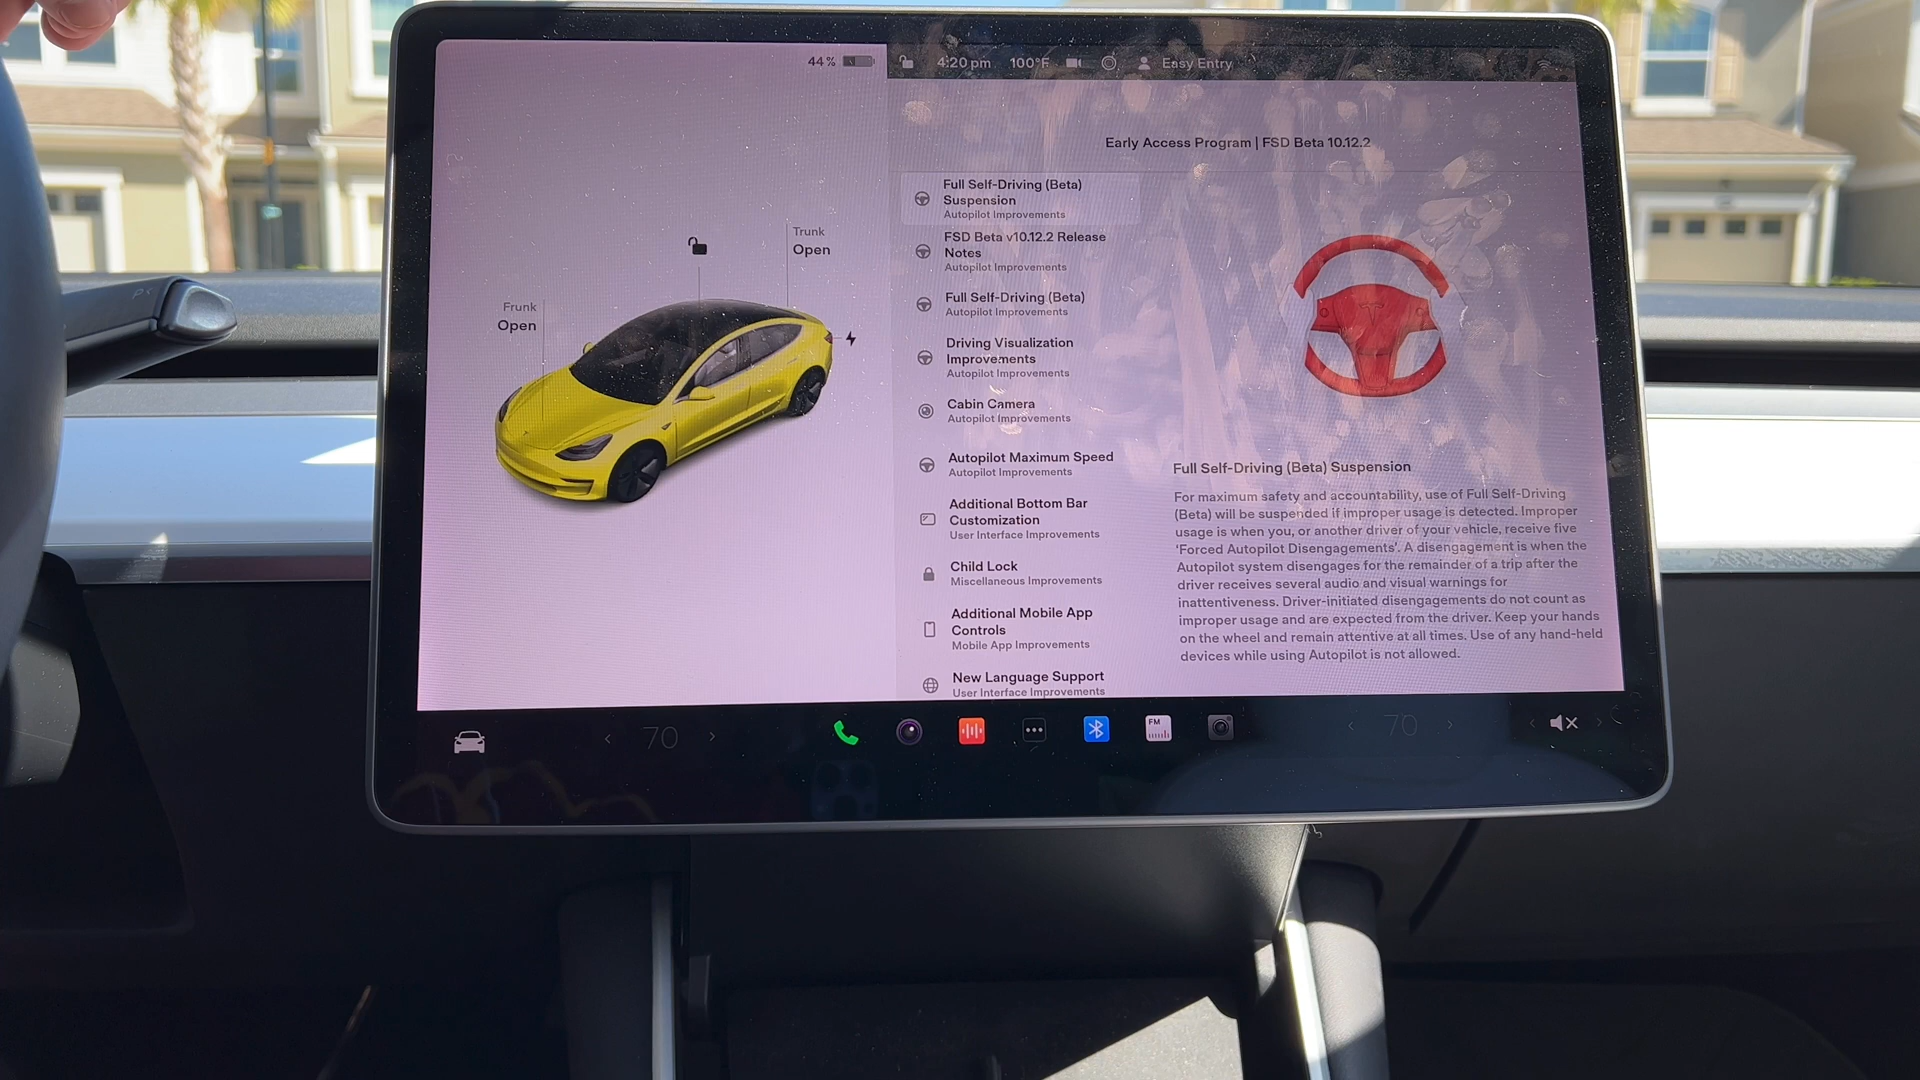 44%
4:20 pm 100°F Easy Entry
Early Access Program | FSD Beta 10.12.2
Trunk
Open
Frunk
Open
Full Self-Driving (Beta)
Suspension
Autopilot Improvements
FSD Beta v10.12.2 Release
Notes
Autopilot Improvements
Full Self-Driving (Beta)
Autopilot Improvements
Driving Visualization
Improvements
Autopilot Improvements
Cabin Camera
Autopilot Improvements
Autopilot Maximum Speed
Autopilot Improvements
Additional Bottom Bar
Customization
User Interface Improvements
Child Lock
Miscellaneous Improvements
Additional Mobile App
Controls
Mobile App Improvements
New Language Support
User Interface Improvements
Full Self-Driving (Beta) Suspension
For maximum safety and accountability, use of Full Self-Driving
(Beta) will be suspended if improper usage is detected. Improper
usage is when you, or another driver of your vehicle, receive five
‘Forced Autopilot Disengagements’. A disengagement is when the
Autopilot system disengages for the remainder of a trip after the
driver receives several audio and visual warnings for
inattentiveness. Driver-initiated disengagements do not count as
improper usage and are expected from the driver. Keep your hands
on the wheel and remain attentive at all times. Use of any hand-held
devices while using Autopilot is not allowed.
70
FM
70